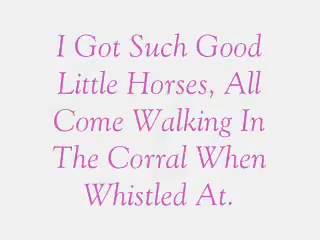 I Got Such Good
Little Horses, All
Come Walking In
The Corral When
Whistled At.